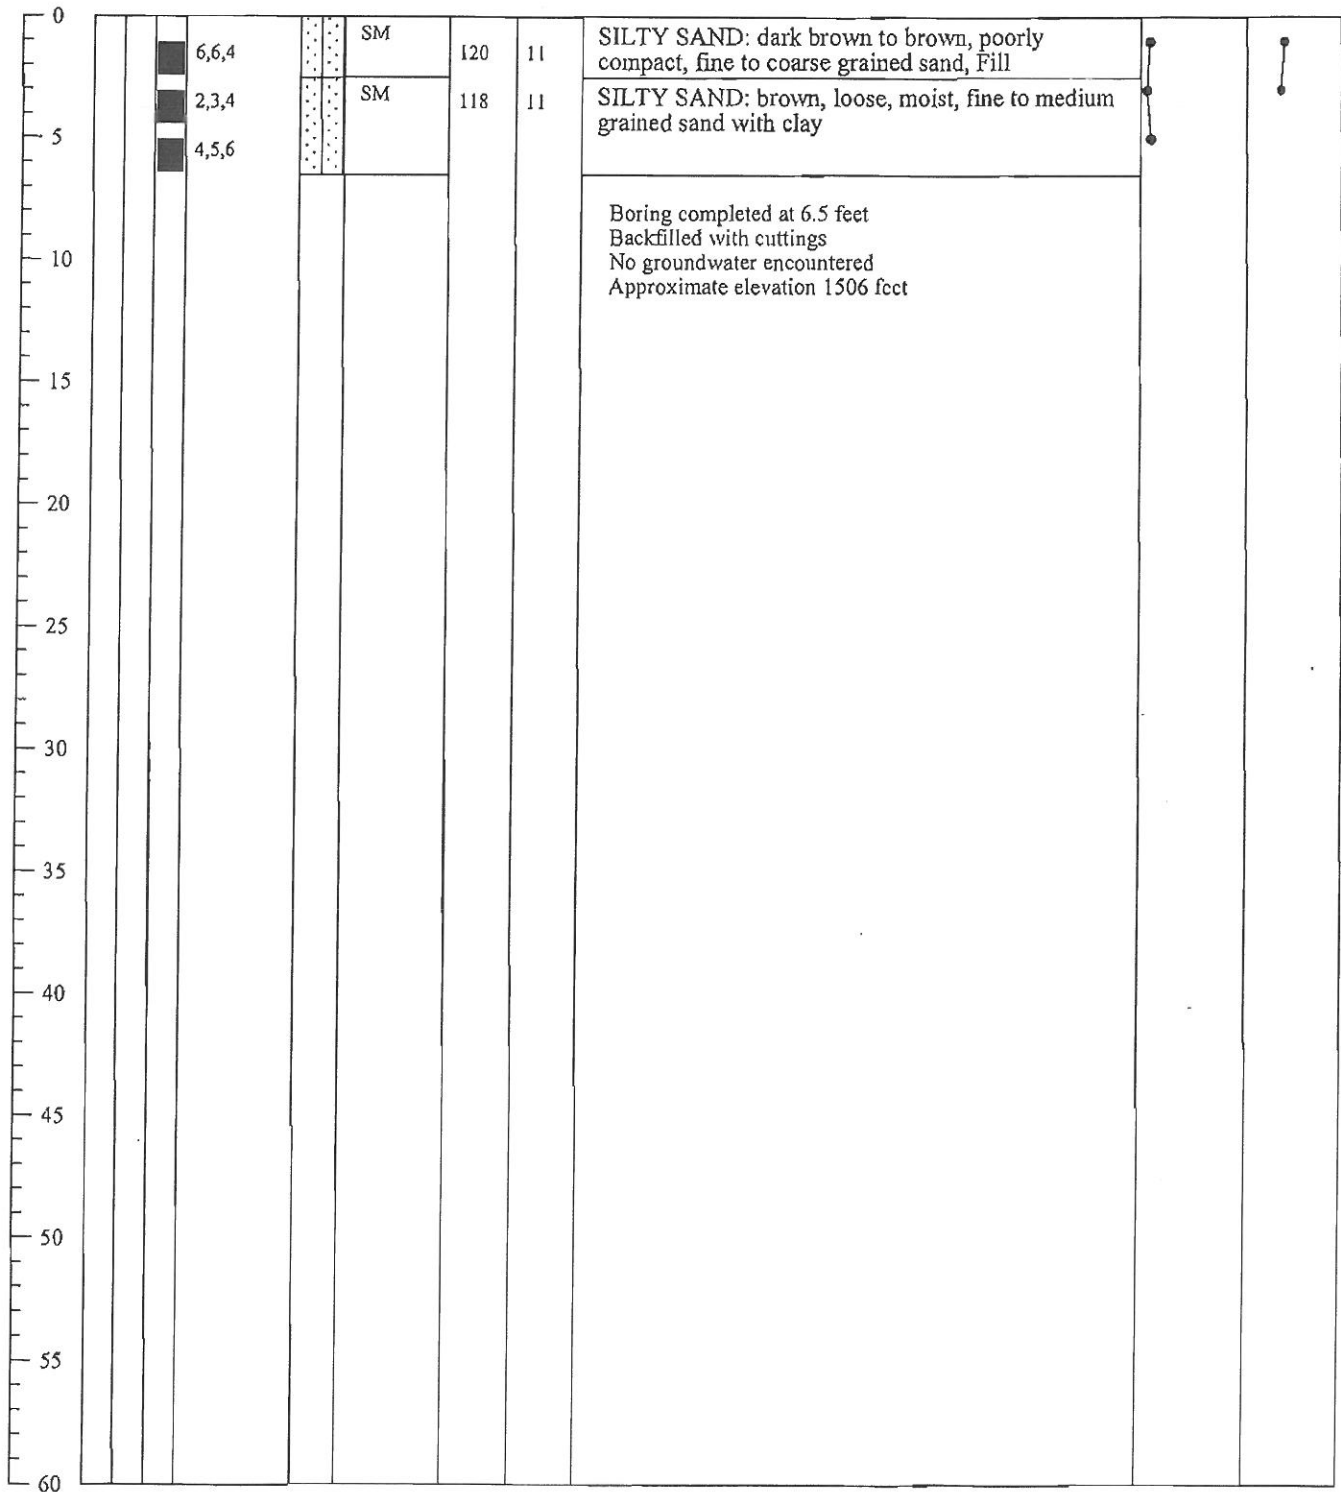 0
SM
SILTY SAND: dark brown to brown, poorly
6,6,4
120
11
compact, fine to coarse grained sand, Fill
2,3,4
SM
118
11
SILTY SAND: brown, loose, moist, fine to medium
grained sand with clay
5
4,5,6
Boring completed at 6.5 feet
Backfilled with cuttings
10
No groundwater encountered
Approximate elevation 1506 feet
15
20
25
30
35
40
45
50
55
60